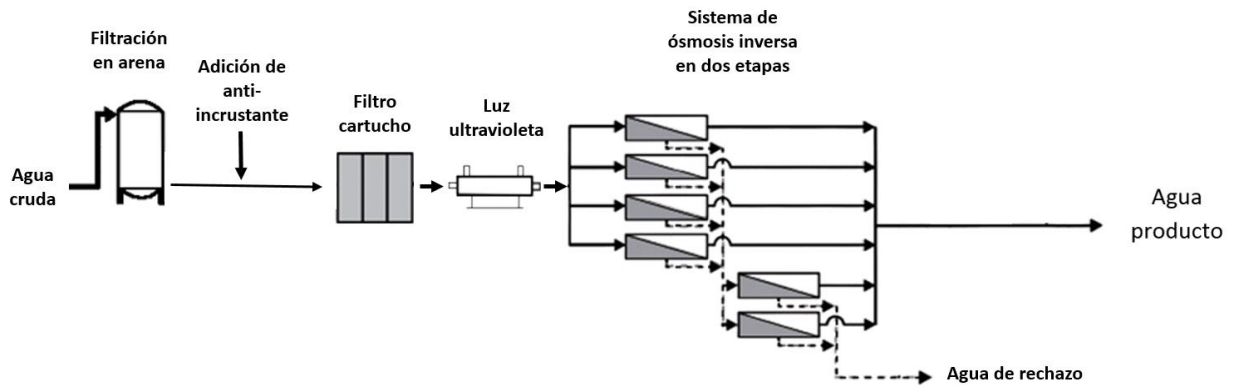 Filtración
en arena
Adición de
anti-
incrustante
Filtro
cartucho
Luz
ultravioleta
Sistema de
ósmosis inversa
en dos etapas
Agua
cruda
Agua
producto
Agua de rechazo